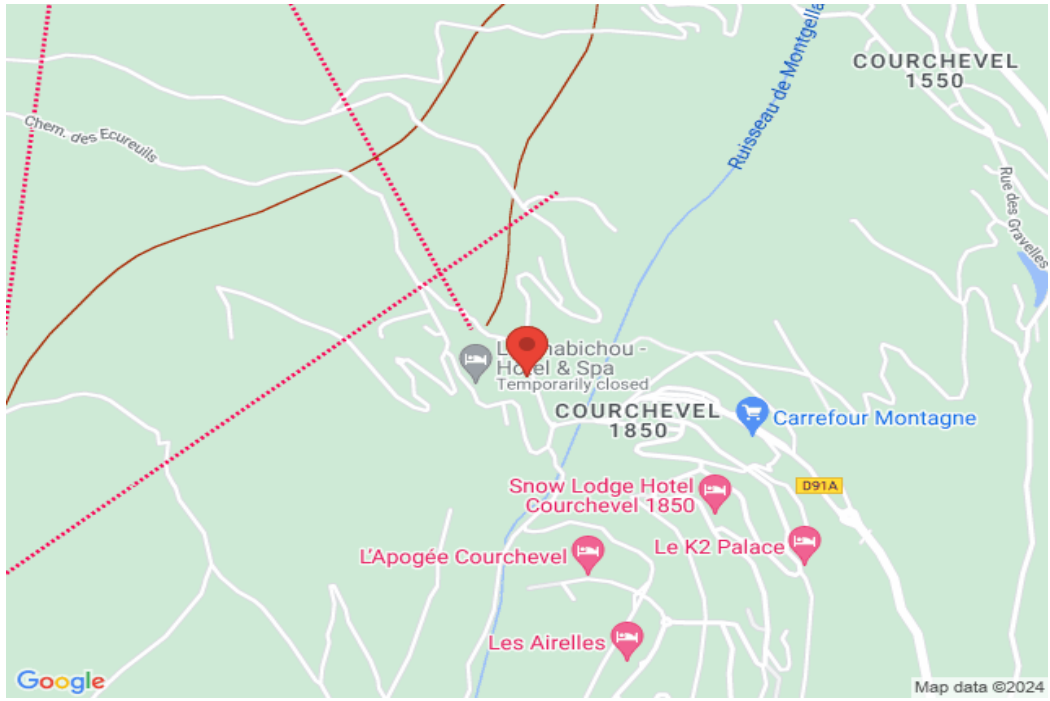 COURCHEVEL
1550
Ruisseau de Montgella
Chem. des Ecureuils
Rue des Gravelles
Hotel & Spa
Temporarily closed
COURCHEVEL
1850
Carrefour Montagne
Snow Lodge Hotel
Courchevel 1850
D91A
L'Apogée Courchevel
Le K2 Palace
Les Airelles
Google
Map data ©2024